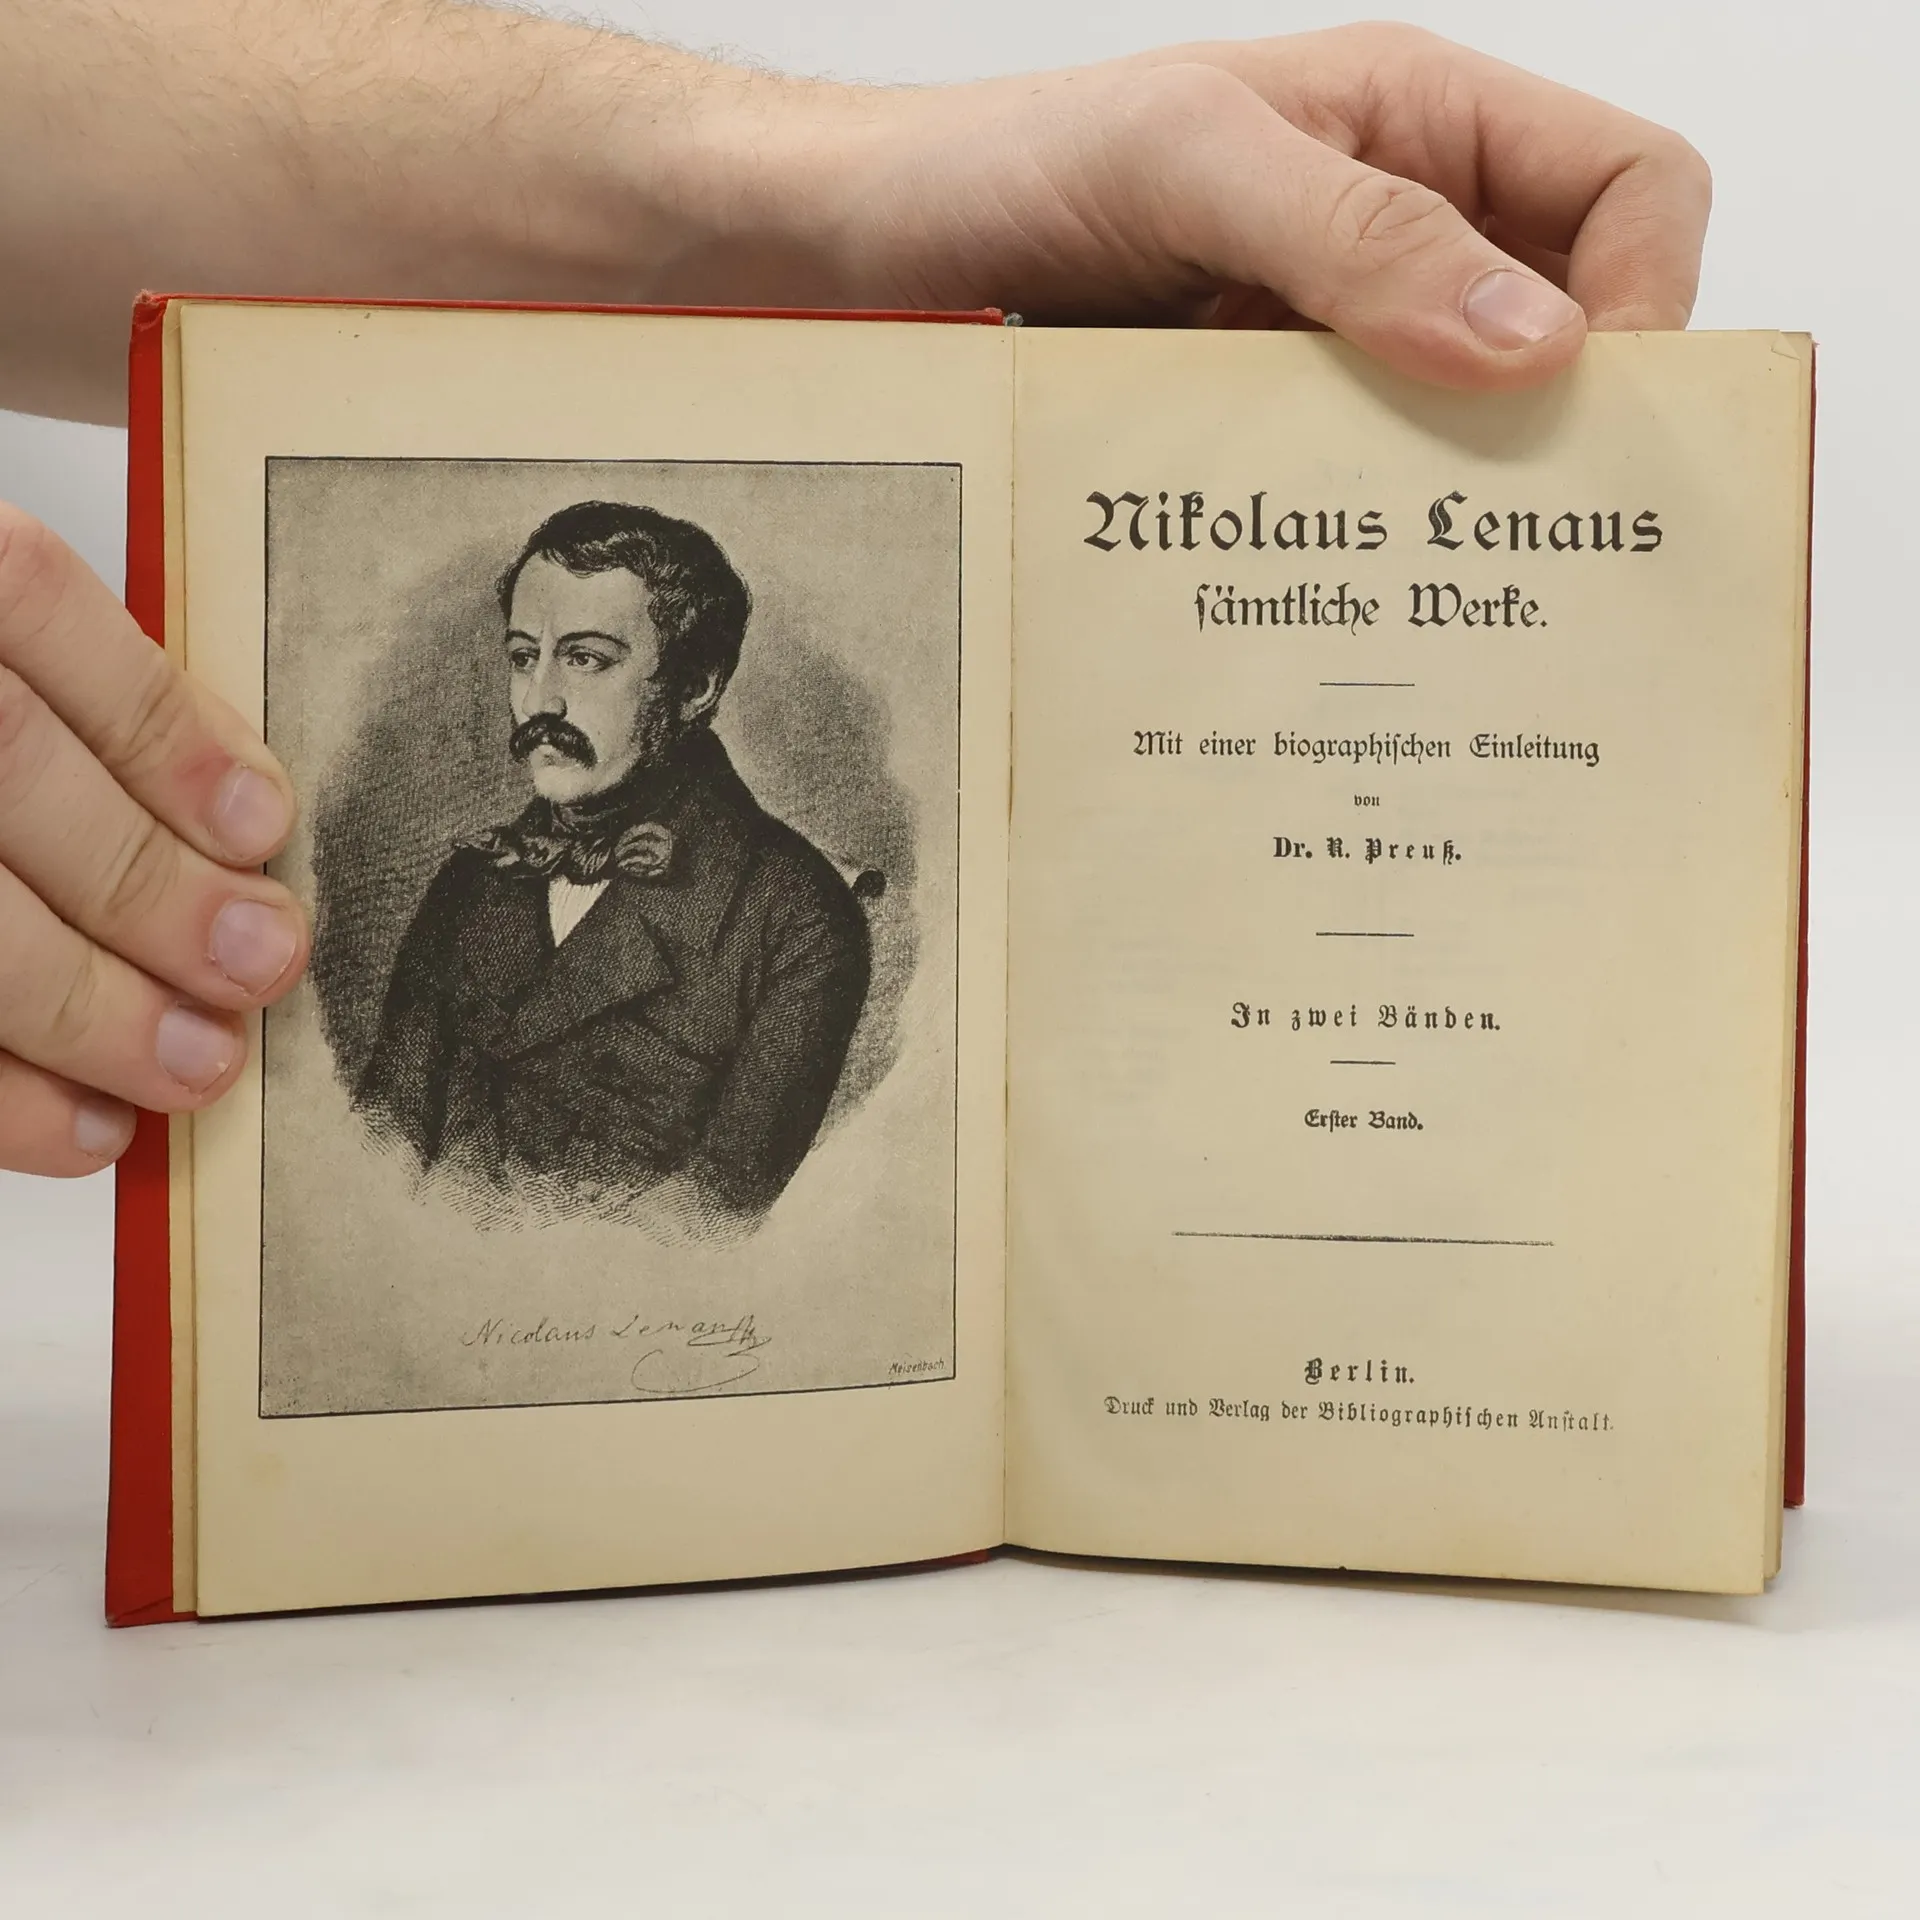 Nicolaus Lenau
Meisenbach
Nikolaus Lenaus
sämtliche Werke.
Mit einer biographischen Einleitung
von
Dr. R. Preuß.
In zwei Bänden.
Erster Band.
Berlin.
Druck und Verlag der Bibliographischen Anstalt.